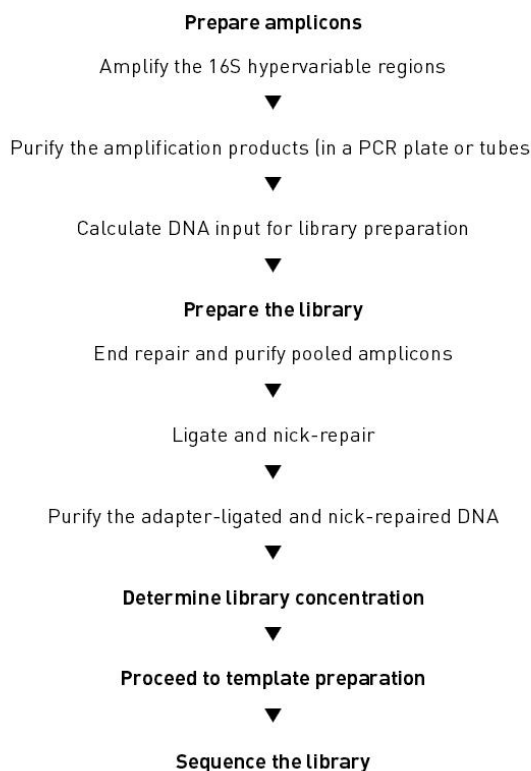 Prepare amplicons
Amplify the 16S hypervariable regions
Purify the amplification products (in a PCR plate or tubes
Calculate DNA input for library preparation
Prepare the library
End repair and purify pooled amplicons
Ligate and nick-repair
Purify the adapter-ligated and nick-repaired DNA
Determine library concentration
Proceed to template preparation
Sequence the library